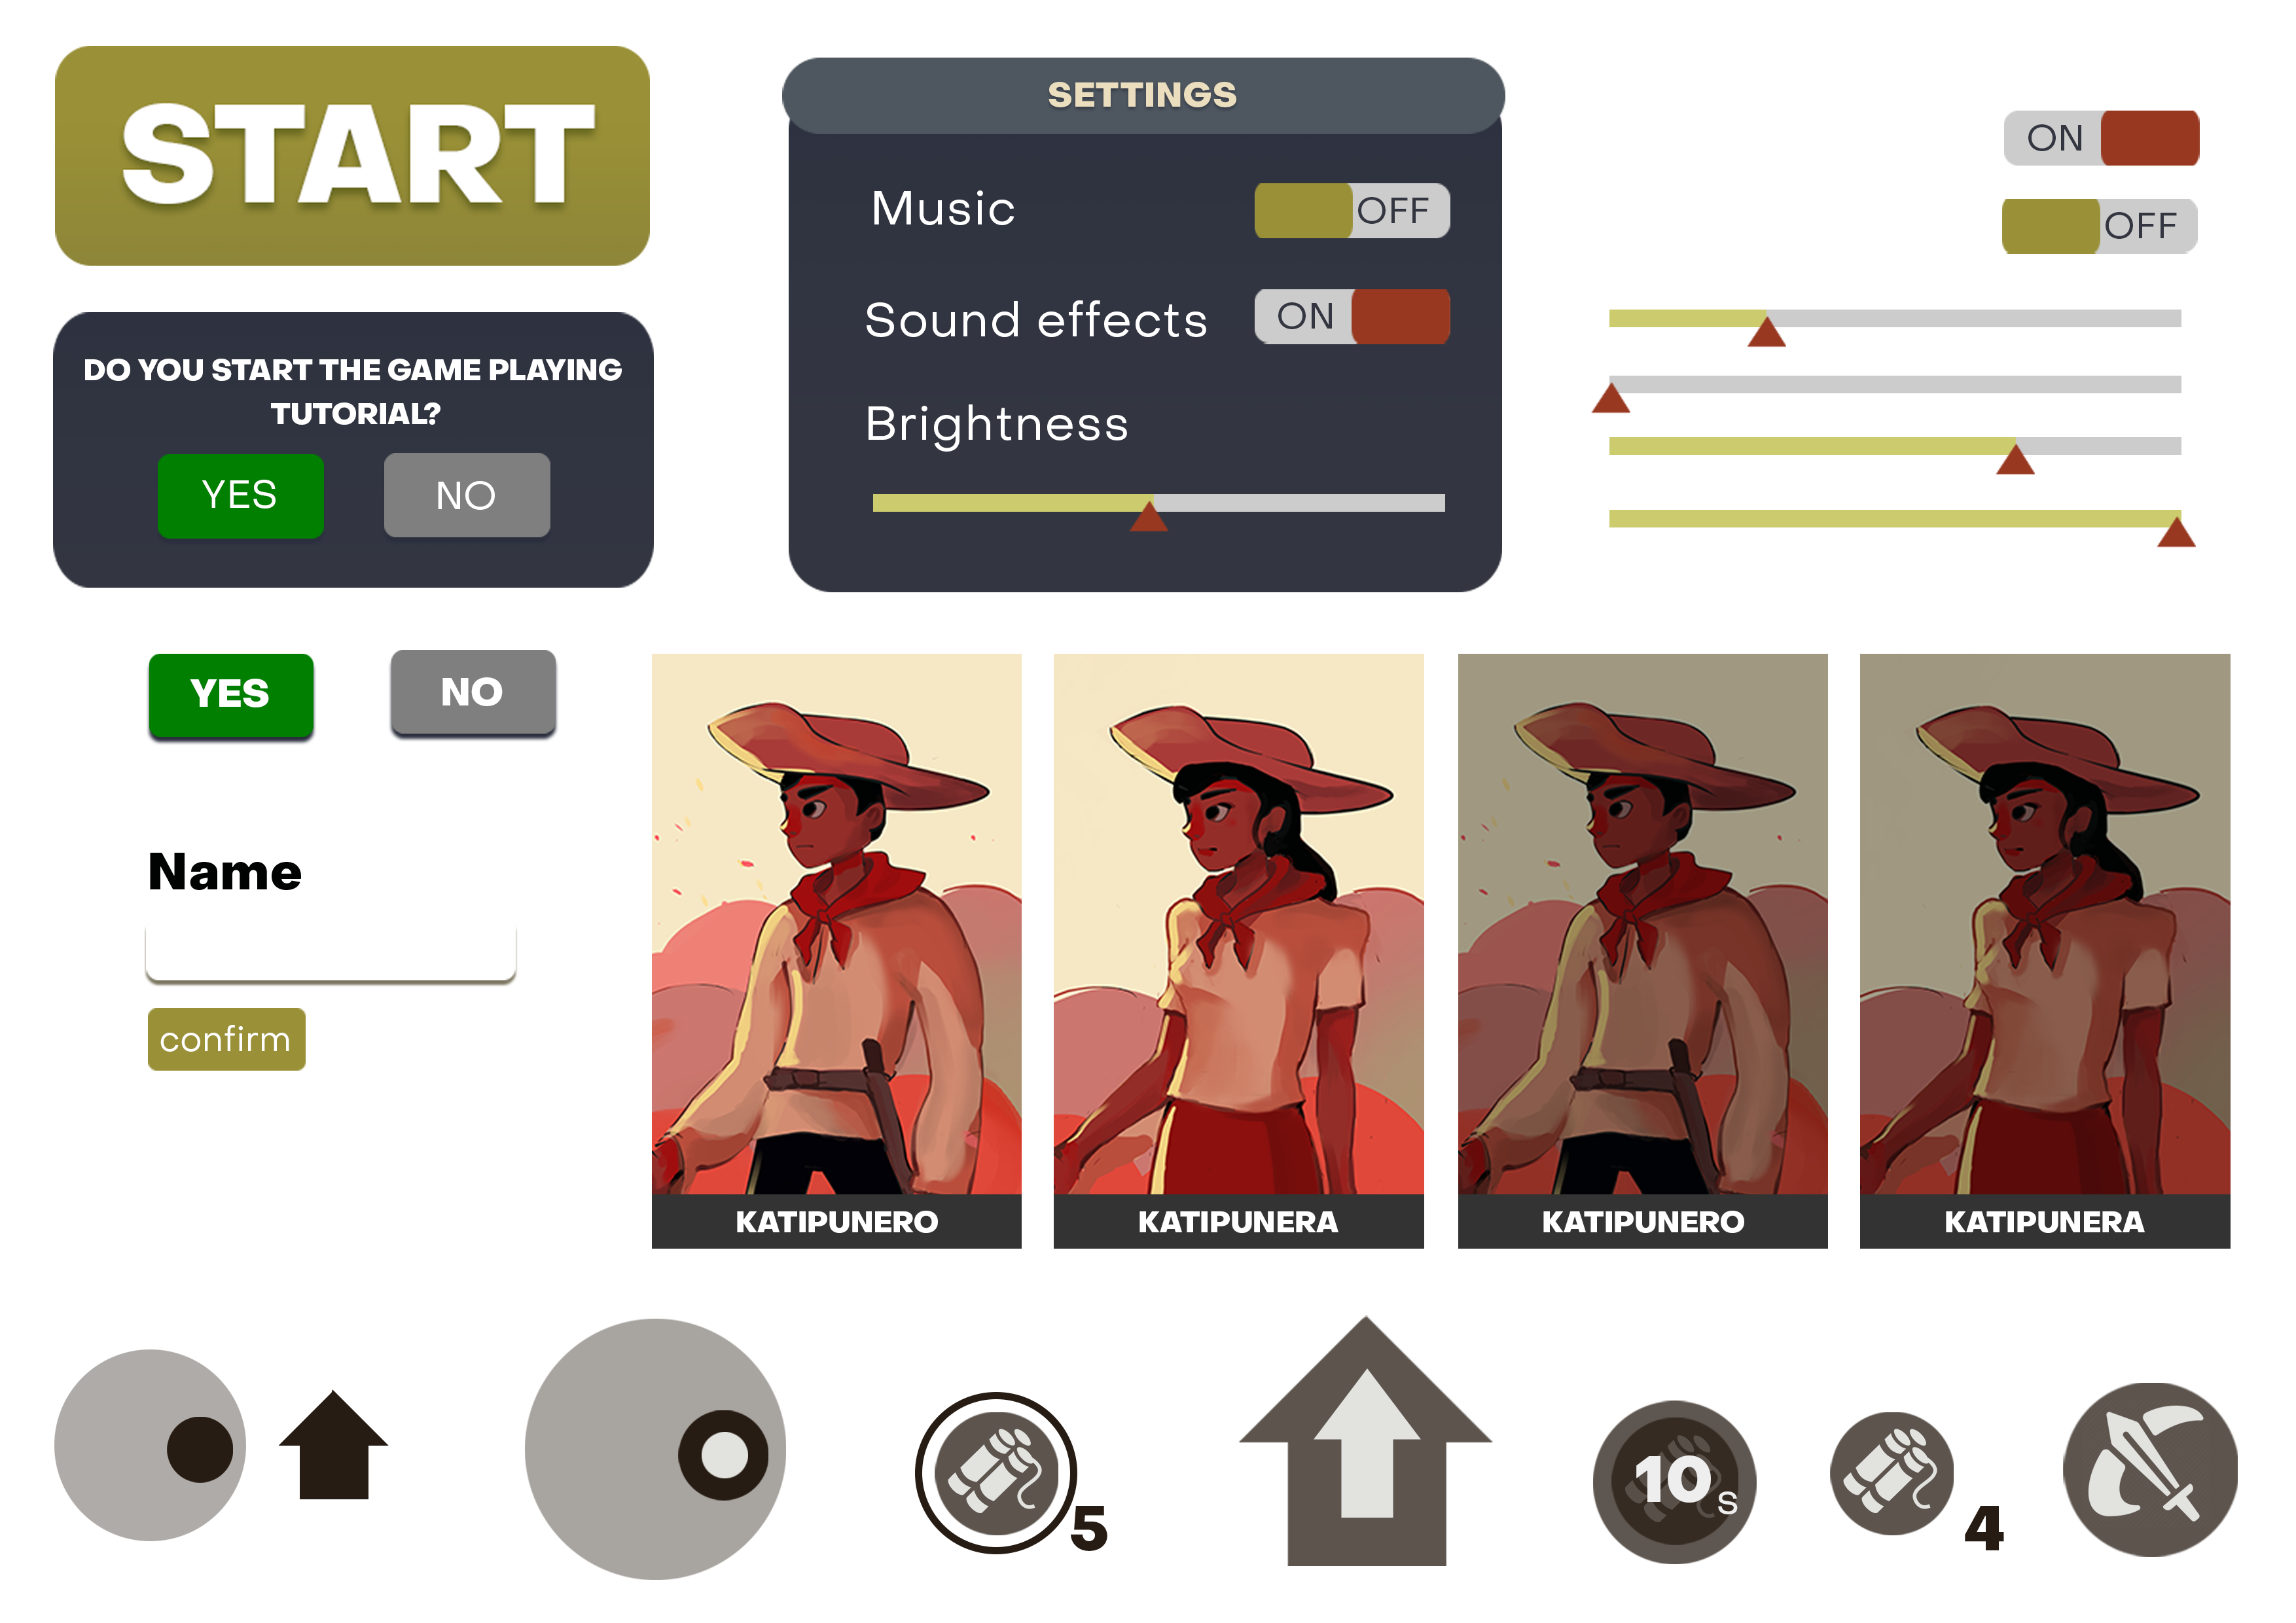 START
SETTINGS
Music
OFF
Sound effects
ON
Brightness
ON
OFF
DO YOU START THE GAME PLAYING
TUTORIAL?
YES
NO
YES
NO
Name
confirm
KATIPUNERO
KATIPUNERA
KATIPUNERO
KATIPUNERA
5
10s
4